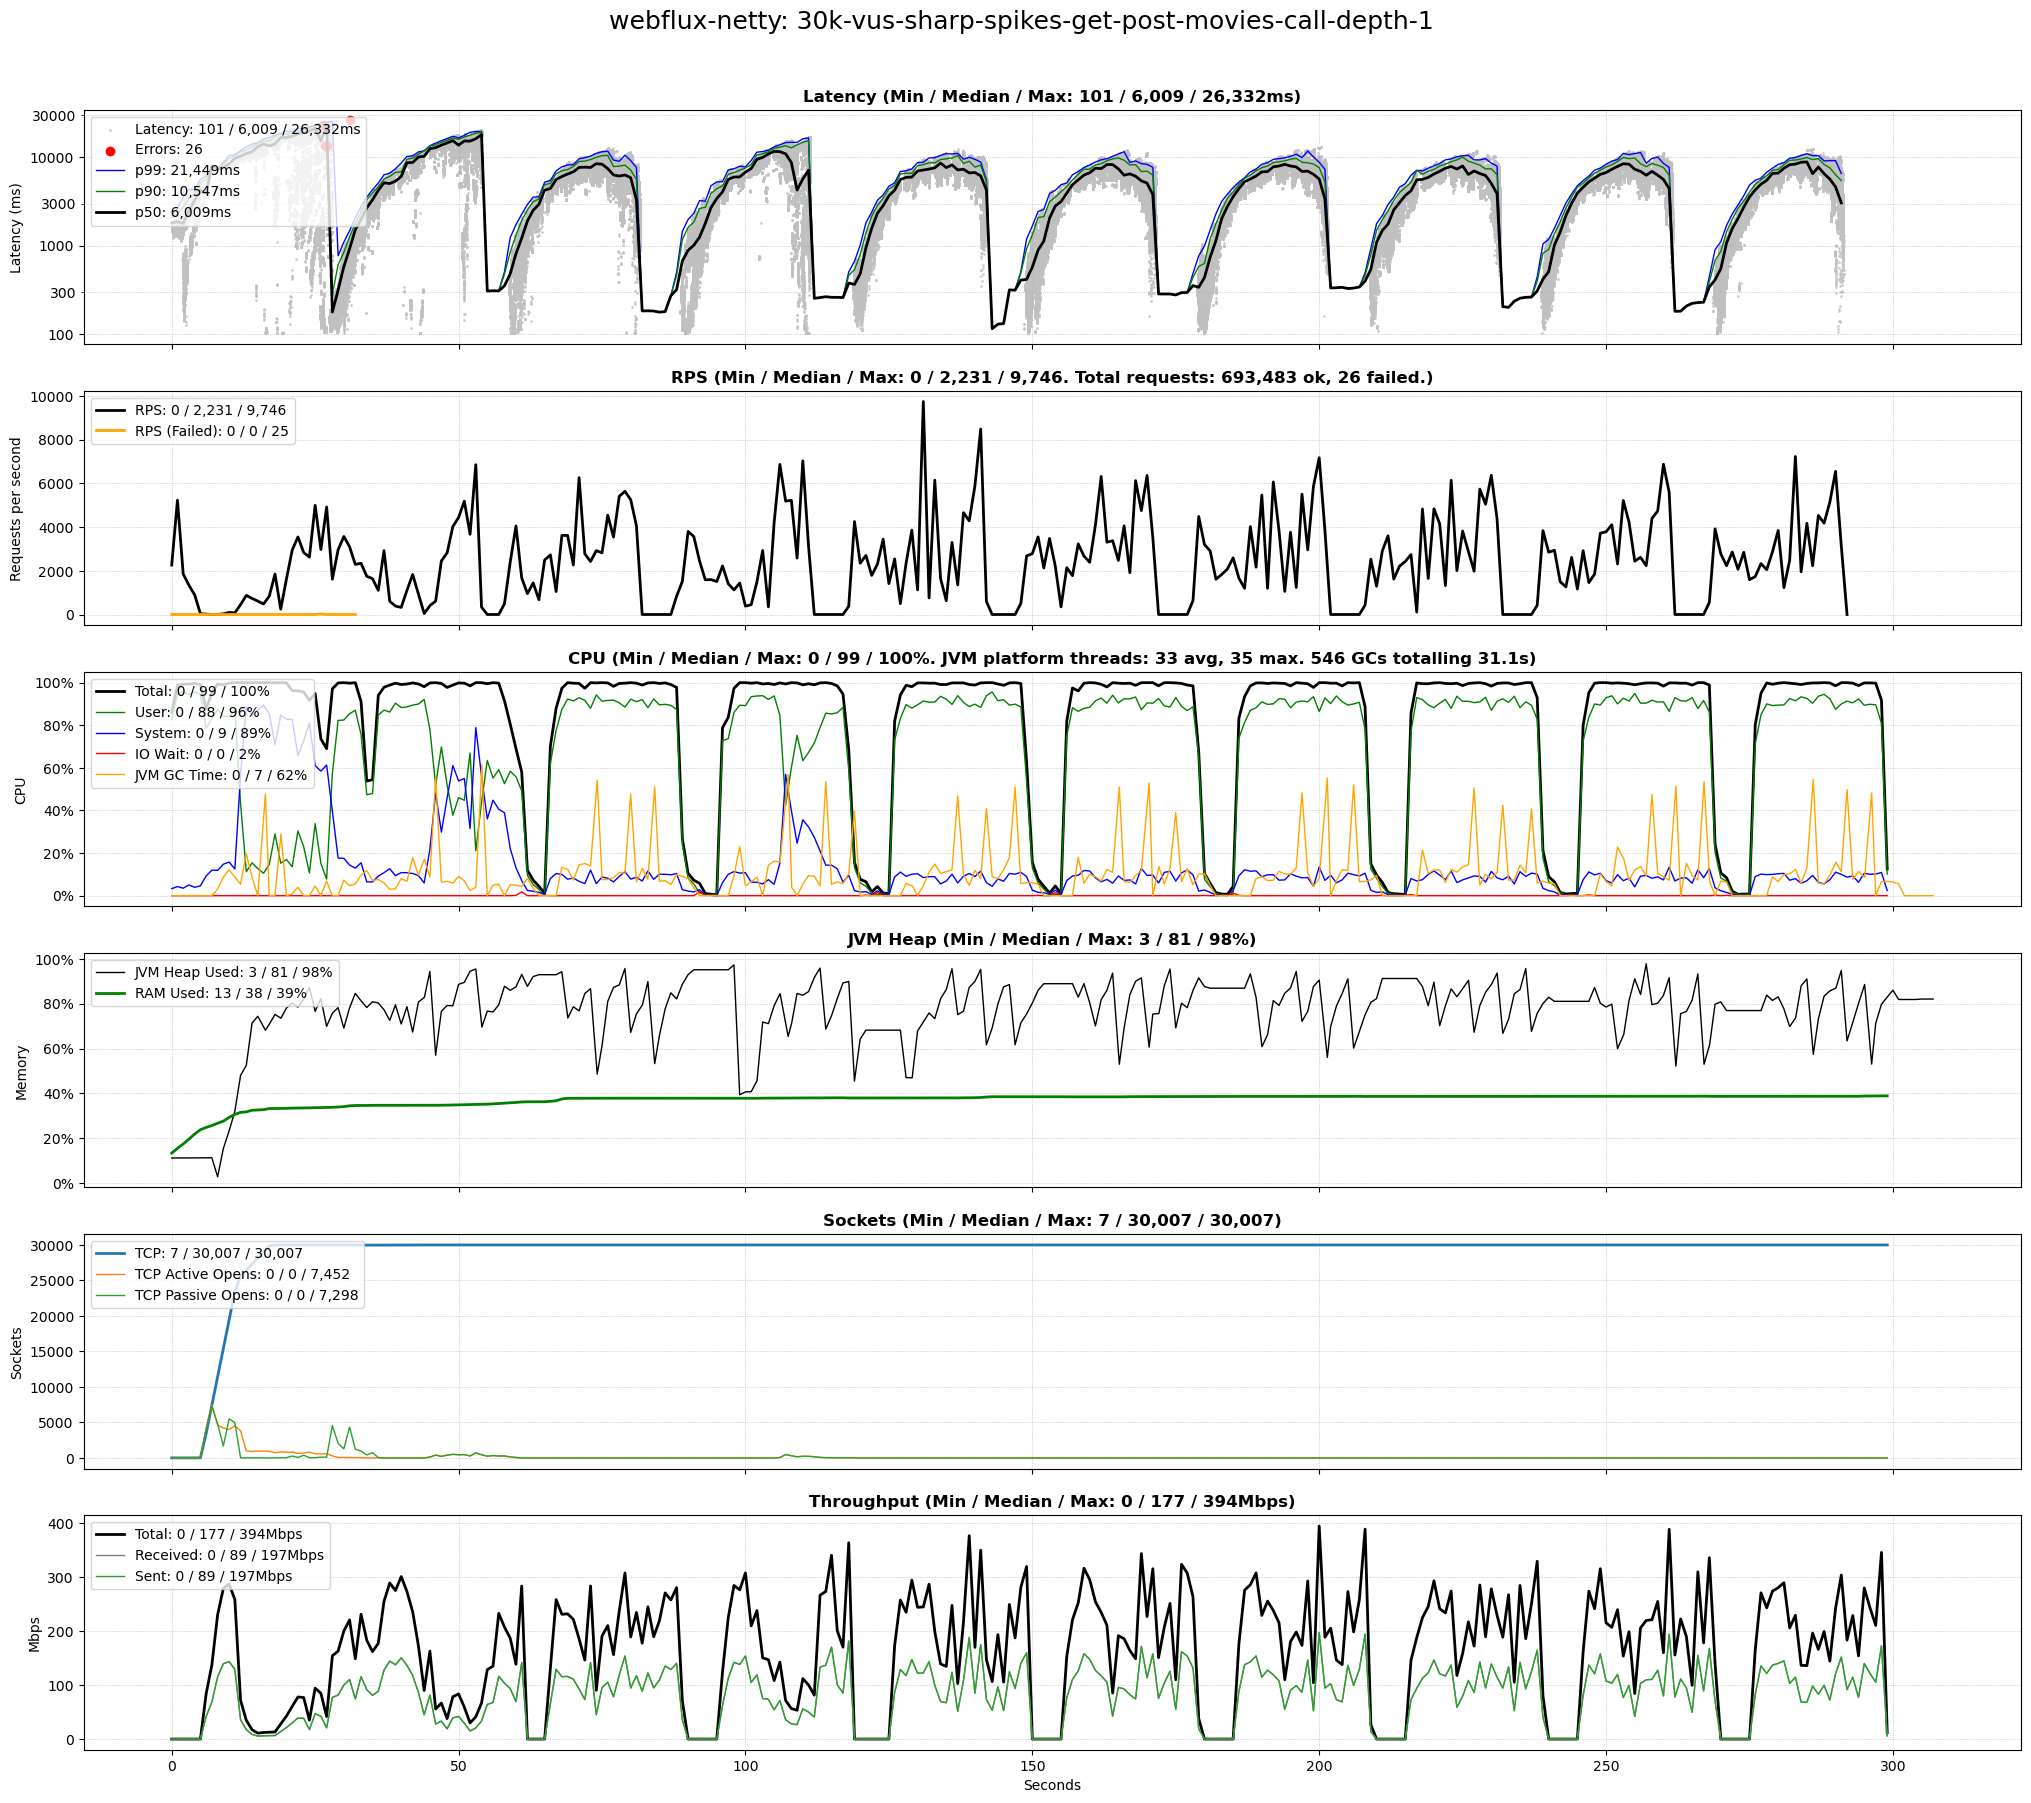 webflux-netty: 30k-vus-sharp-spikes-get-post-movies-call-depth-1
Latency (Min / Median / Max: 101 / 6,009 / 26,332ms)
Latency (ms)
30000
10000
3000
1000
300
100
Latency: 101 / 6,009 / 26,332ms
Errors: 26
p99: 21,449ms
p90: 10,547ms
p50: 6,009ms
RPS (Min / Median / Max: 0 / 2,231 / 9,746. Total requests: 693,483 ok, 26 failed.)
Requests per second
10000
8000
6000
4000
2000
0
RPS: 0 / 2,231 / 9,746
RPS (Failed): 0 / 0 / 25
CPU (Min / Median / Max: 0 / 99 / 100%. JVM platform threads: 33 avg, 35 max. 546 GCs totalling 31.1s)
CPU
100%
80%
60%
40%
20%
0%
Total: 0 / 99 / 100%
User: 0 / 88 / 96%
System: 0 / 9 / 89%
IO Wait: 0 / 0 / 2%
JVM GC Time: 0 / 7 / 62%
JVM Heap (Min / Median / Max: 3 / 81 / 98%)
Memory
100%
80%
60%
40%
20%
0%
JVM Heap Used: 3 / 81 / 98%
RAM Used: 13 / 38 / 39%
Sockets (Min / Median / Max: 7 / 30,007 / 30,007)
Sockets
30000
25000
20000
15000
10000
5000
0
TCP: 7 / 30,007 / 30,007
TCP Active Opens: 0 / 0 / 7,452
TCP Passive Opens: 0 / 0 / 7,298
Throughput (Min / Median / Max: 0 / 177 / 394Mbps)
Mbps
400
300
200
100
0
Total: 0 / 177 / 394Mbps
Received: 0 / 89 / 197Mbps
Sent: 0 / 89 / 197Mbps
0 50 100 150 200 250 300
Seconds